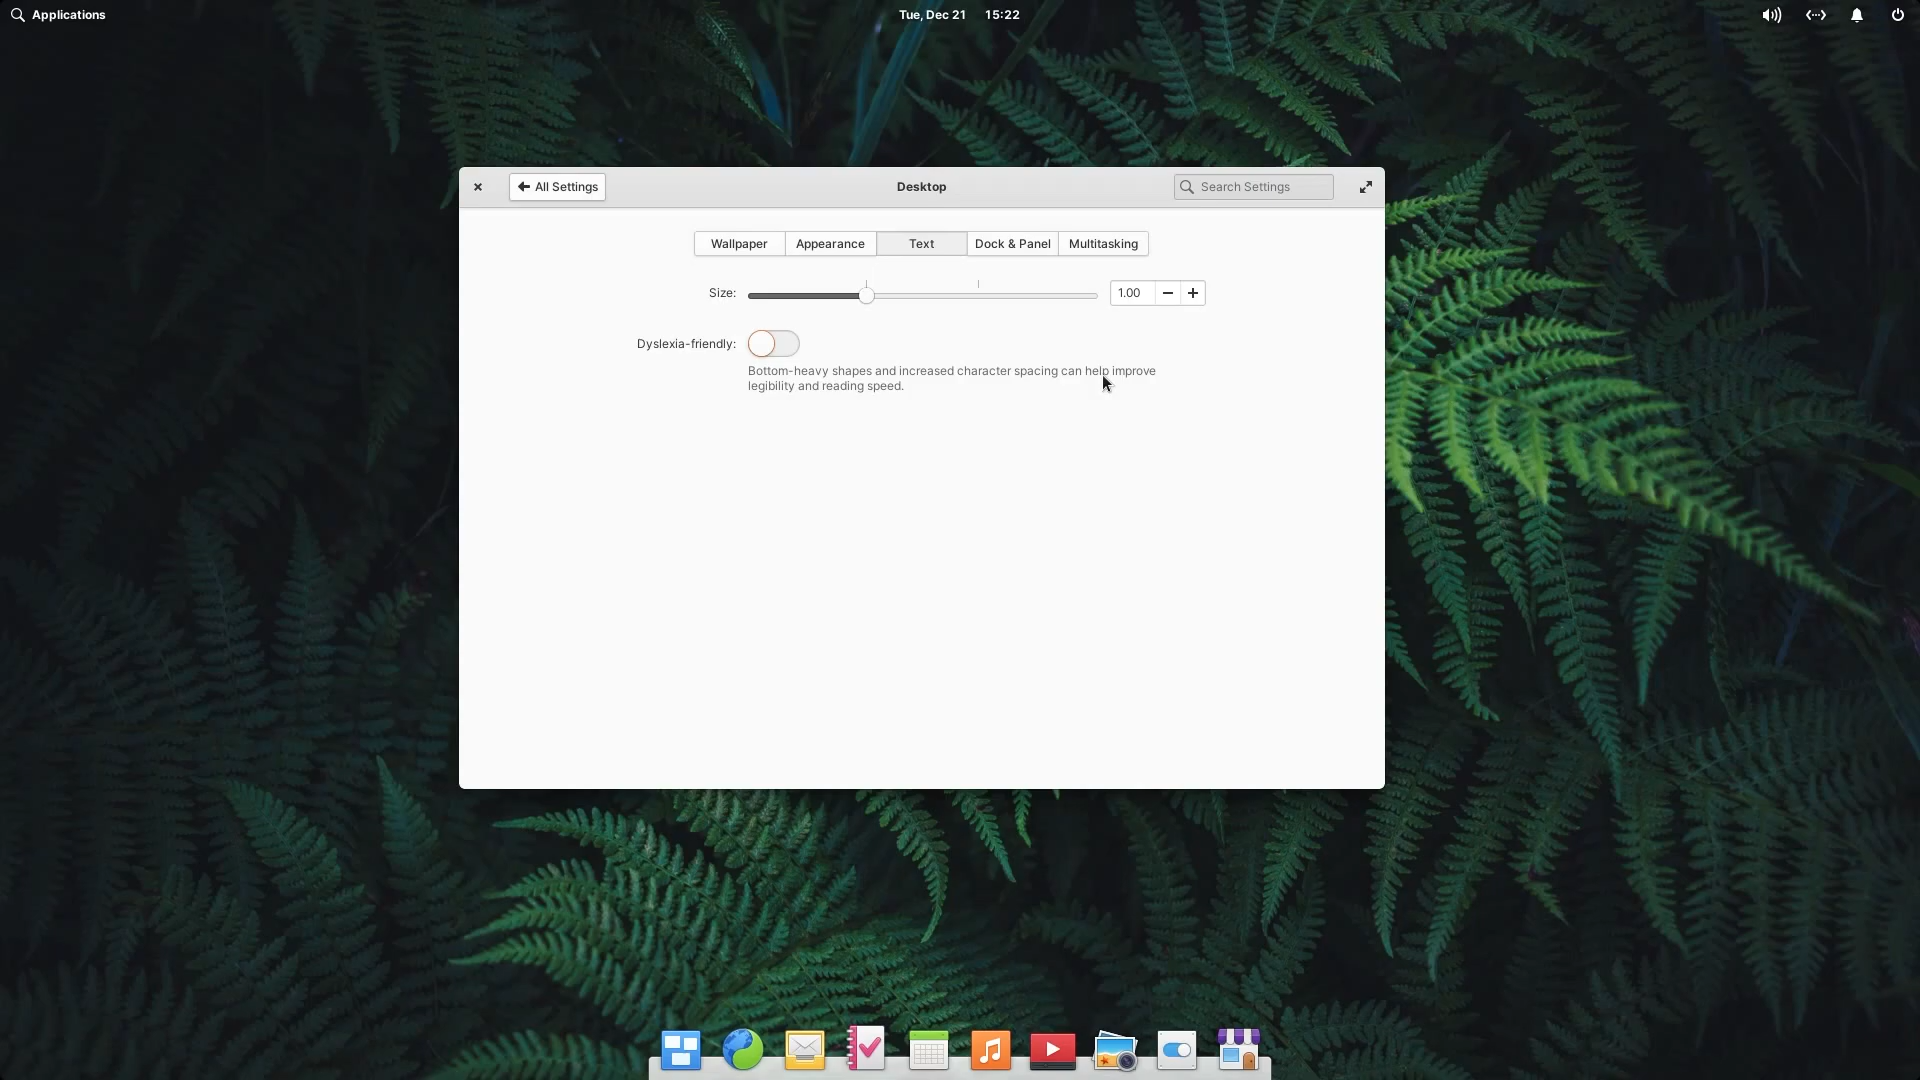 Applications
Tue, Dec 21 15:22
All Settings
Desktop
Search Settings
Wallpaper
Appearance
Text
Dock & Panel
Multitasking
Size:
1.00
Dyslexia-friendly:
Bottom-heavy shapes and increased character spacing can help improve
legibility and reading speed.